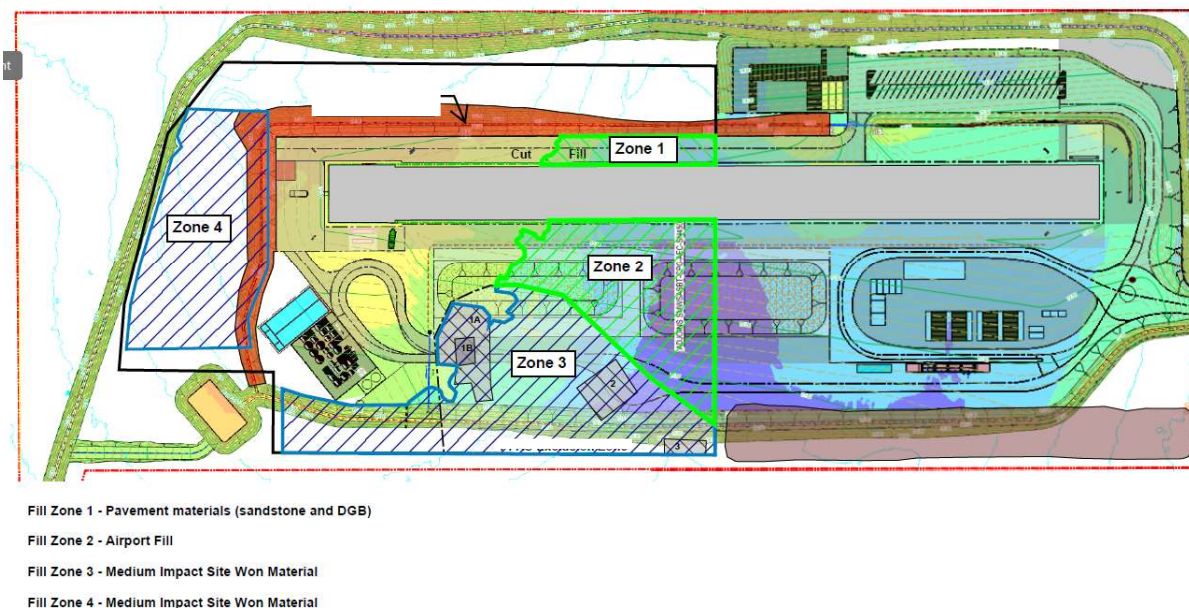 nt
Cut
Fill
Zone 1
Zone 4
Zone 2
1A
1B
Zone 3
2
3
Fill Zone 1 - Pavement materials (sandstone and DGB)
Fill Zone 2 - Airport Fill
Fill Zone 3 - Medium Impact Site Won Material
Fill Zone 4 - Medium Impact Site Won Material